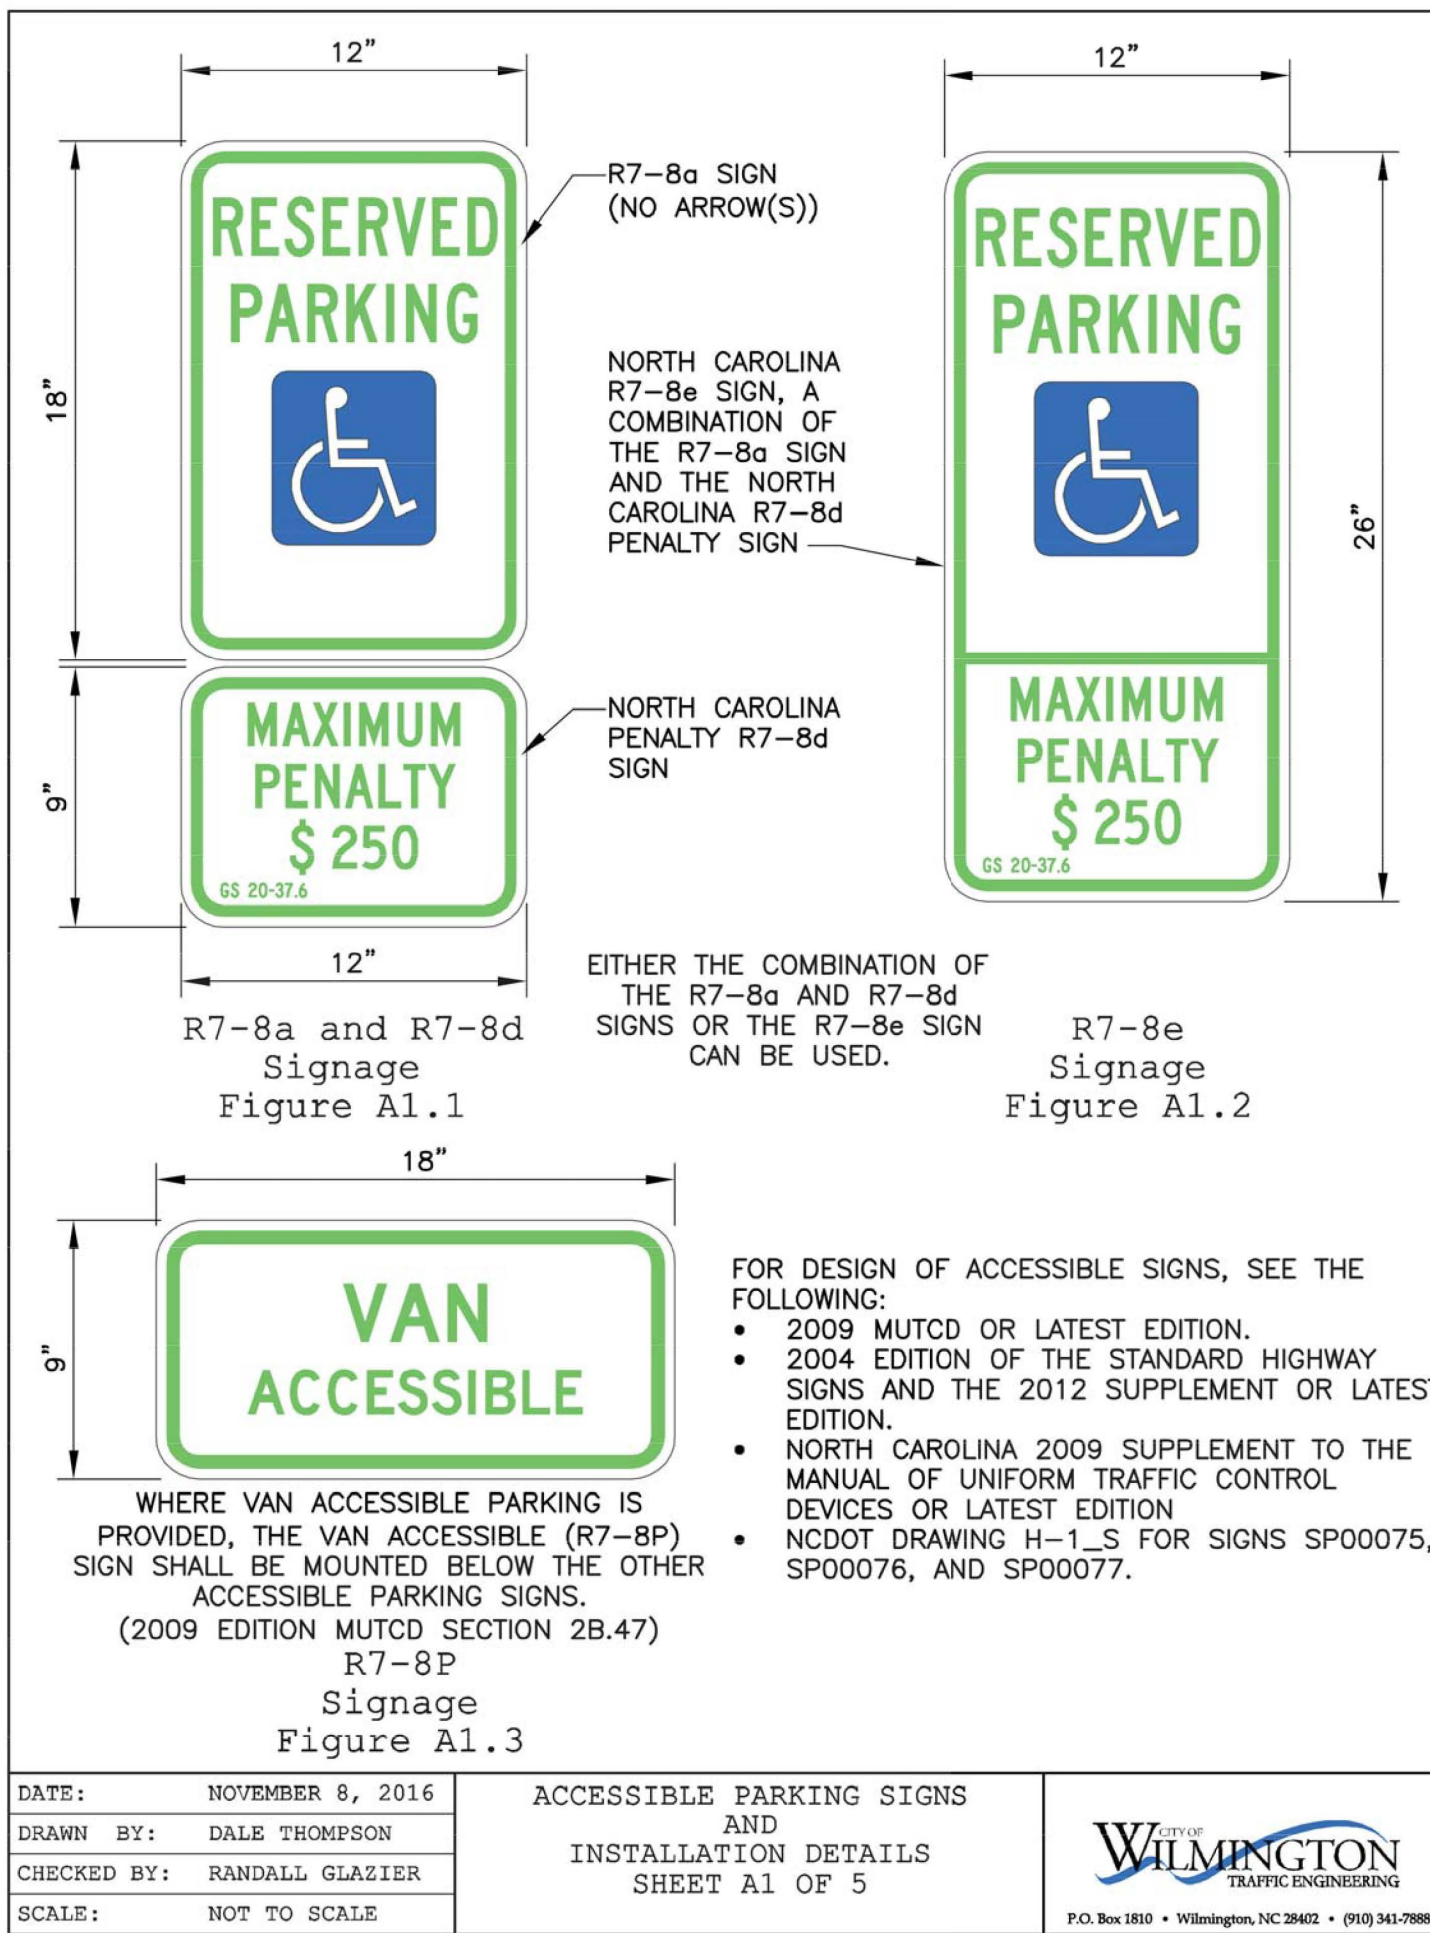 12"
18"
RESERVED
PARKING
R7-8a SIGN
(NO ARROW(S))
9"
MAXIMUM
PENALTY
$ 250
GS 20-37.6
NORTH CAROLINA
PENALTY R7-8d
SIGN
12"
R7-8a and R7-8d
Signage
Figure A1.1
NORTH CAROLINA
R7-8e SIGN, A
COMBINATION OF
THE R7-8a SIGN
AND THE NORTH
CAROLINA R7-8d
PENALTY SIGN
12"
26"
RESERVED
PARKING
MAXIMUM
PENALTY
$ 250
GS 20-37.6
EITHER THE COMBINATION OF
THE R7-8a AND R7-8d
SIGNS OR THE R7-8e SIGN
CAN BE USED.
R7-8e
Signage
Figure A1.2
18"
9"
VAN
ACCESSIBLE
WHERE VAN ACCESSIBLE PARKING IS
PROVIDED, THE VAN ACCESSIBLE (R7-8P)
SIGN SHALL BE MOUNTED BELOW THE OTHER
ACCESSIBLE PARKING SIGNS.
(2009 EDITION MUTCD SECTION 2B.47)
R7-8P
Signage
Figure A1.3
FOR DESIGN OF ACCESSIBLE SIGNS, SEE THE
FOLLOWING:
• 2009 MUTCD OR LATEST EDITION.
• 2004 EDITION OF THE STANDARD HIGHWAY
SIGNS AND THE 2012 SUPPLEMENT OR LATEST
EDITION.
• NORTH CAROLINA 2009 SUPPLEMENT TO THE
MANUAL OF UNIFORM TRAFFIC CONTROL
DEVICES OR LATEST EDITION
• NCDOT DRAWING H-1_S FOR SIGNS SP00075,
SP00076, AND SP00077.
DATE: NOVEMBER 8, 2016
DRAWN BY: DALE THOMPSON
CHECKED BY: RANDALL GLAZIER
SCALE: NOT TO SCALE
ACCESSIBLE PARKING SIGNS
AND
INSTALLATION DETAILS
SHEET A1 OF 5
CITY OF
WILMINGTON
TRAFFIC ENGINEERING
P.O. Box 1810 • Wilmington, NC 28402 • (910) 341-7888